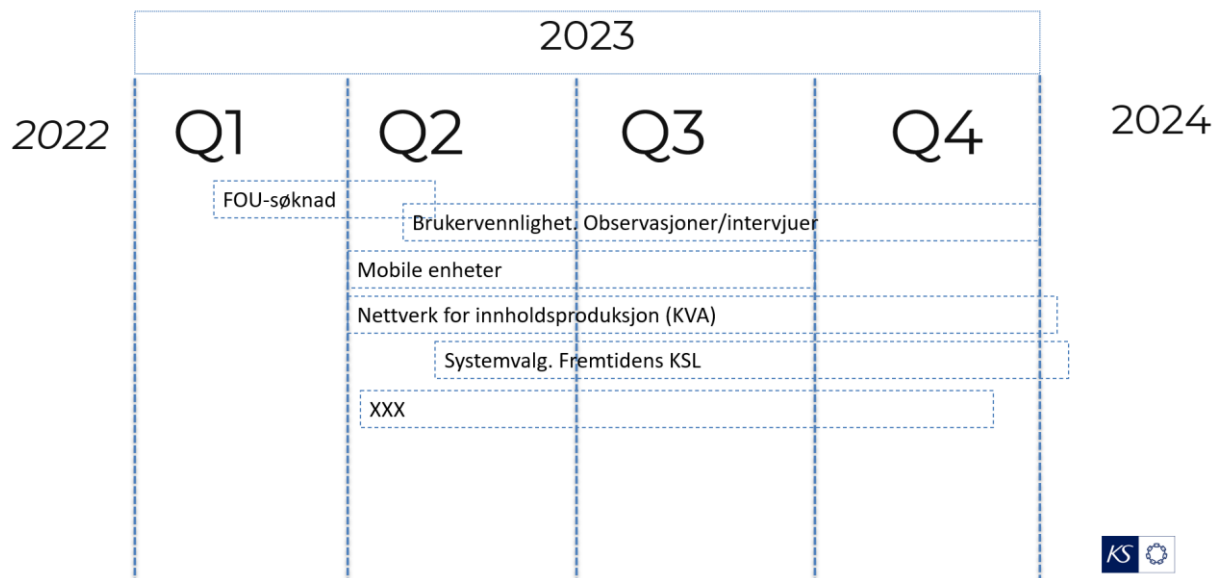 2023
2022
Q1
Q2
Q3
Q4
2024
FOU-søknad
Brukervennlighet. Observasjoner/intervjuer
Mobile enheter
Nettverk for innholdsproduksjon (KVA)
Systemvalg. Fremtidens KSL
XXX
KS